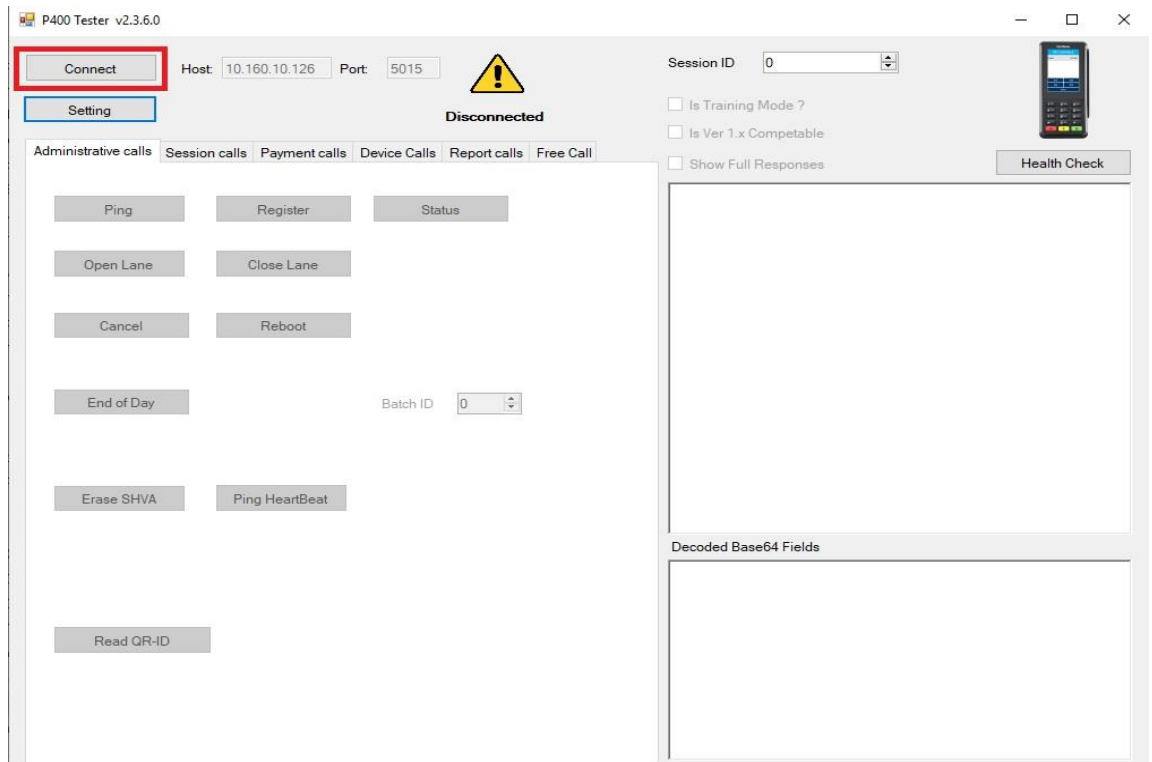 P400 Tester v2.3.6.0
Connect
Host: 10.160.10.126 Port: 5015
Setting
Disconnected
Session ID 0
Is Training Mode ?
Is Ver 1.x Competable
Show Full Responses
Health Check
Administrative calls Session calls Payment calls Device Calls Report calls Free Call
Ping Register Status
Open Lane Close Lane
Cancel Reboot
End of Day Batch ID 0
Erase SHVA Ping HeartBeat
Read QR-ID
Decoded Base64 Fields